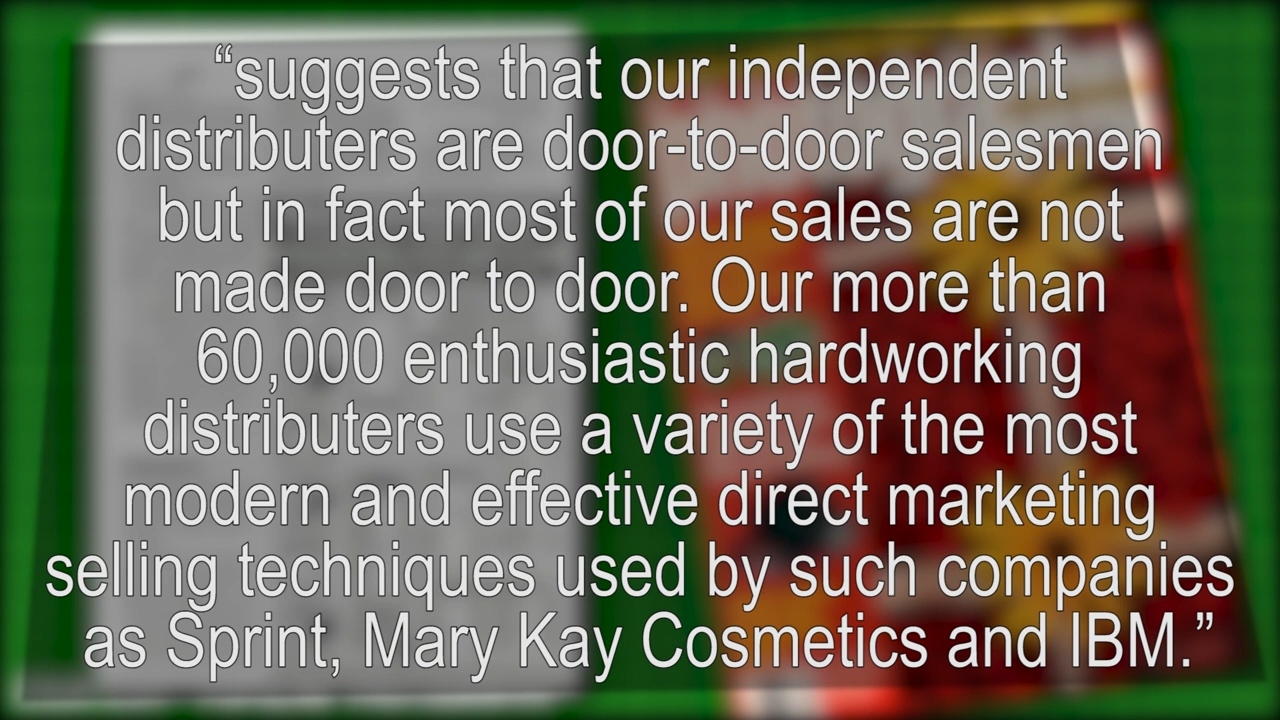 “suggests that our independent
distributers are door-to-door salesmen
but in fact most of our sales are not
made door to door. Our more than
60,000 enthusiastic hardworking
distributers use a variety of the most
modern and effective direct marketing
selling techniques used by such companies
as Sprint, Mary Kay Cosmetics and IBM.”